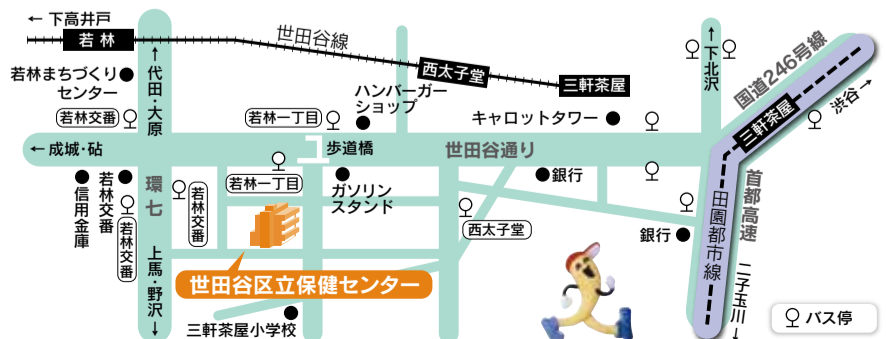 ← 下高井戸
若林
世田谷線
西太子堂
三軒茶屋
若林まちづくり
センター
↑代田・大原
若林交番
若林一丁目
ハンバーガー
ショップ
キャロットタワー
↑下北沢
国道246号線
三軒茶屋
渋谷→
← 成城・砧
歩道橋
世田谷通り
信用金庫
若林交番
若林交番
環七
若林交番
若林一丁目
ガソリン
スタンド
銀行
西太子堂
銀行
首都高速
田園都市線
二子玉川→
上馬・野沢→
世田谷区立保健センター
三軒茶屋小学校
バス停